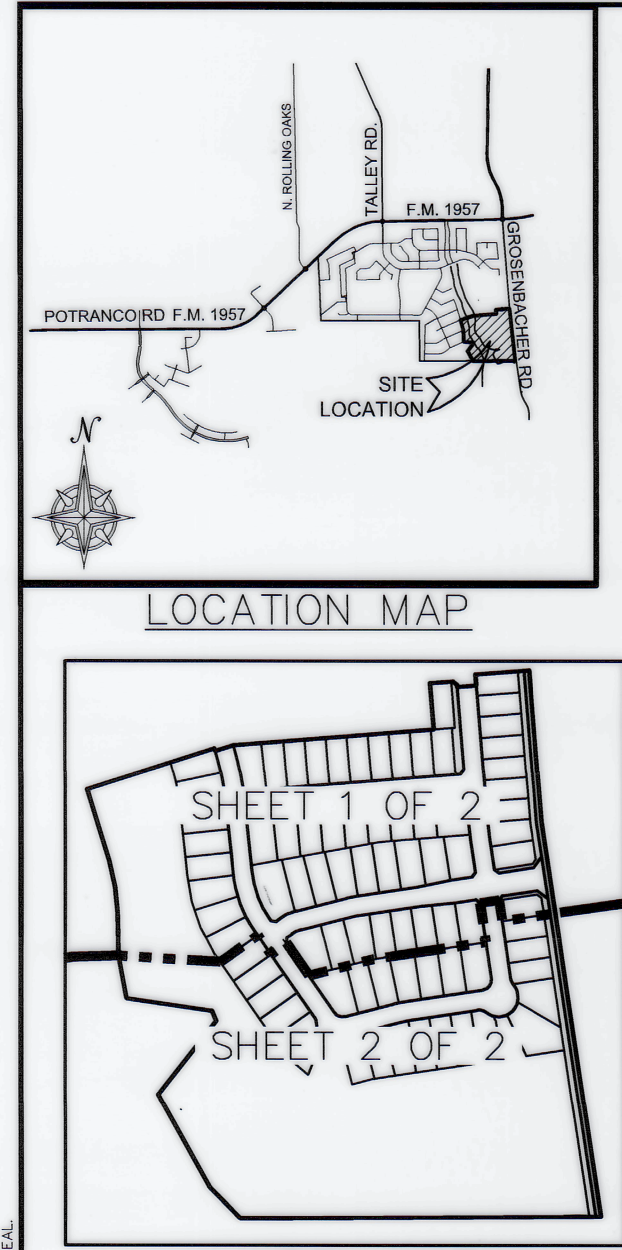 N. ROLLING OAKS
TALLEY RD.
F.M. 1957
GROSENBACHER RD.
POTRANCO RD F.M. 1957
SITE
LOCATION
N
LOCATION MAP
SHEET 1 OF 2
SHEET 2 OF 2
EAL.